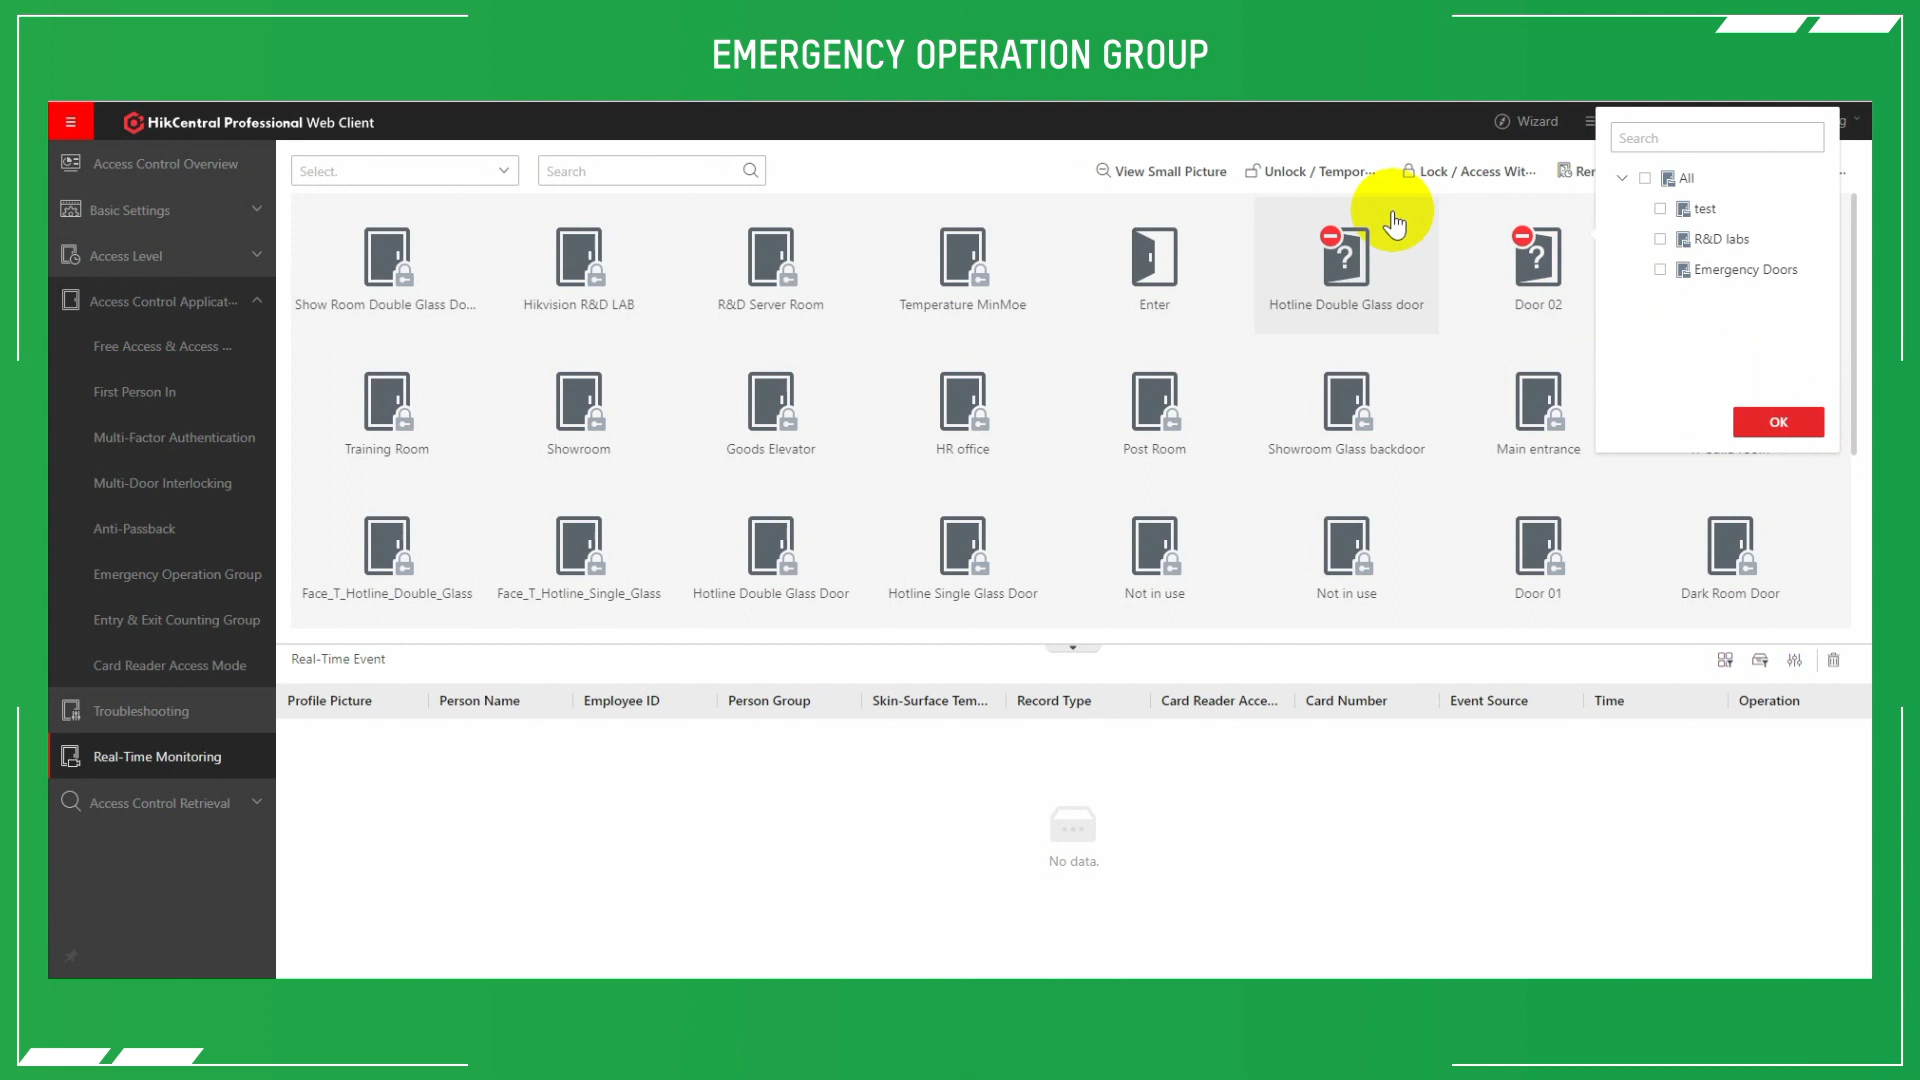 EMERGENCY OPERATION GROUP
HikCentral Professional Web Client
Wizard
Access Control Overview
Basic Settings
Access Level
Access Control Applicat...
Free Access & Access ...
First Person In
Multi-Factor Authentication
Multi-Door Interlocking
Anti-Passback
Emergency Operation Group
Entry & Exit Counting Group
Card Reader Access Mode
Troubleshooting
Real-Time Monitoring
Access Control Retrieval
Select.
Search
View Small Picture
Unlock / Tempor...
Lock / Access Wit...
Search
All
test
R&D labs
Emergency Doors
OK
Show Room Double Glass Do...
Hikvision R&D LAB
R&D Server Room
Temperature MinMoe
Enter
Hotline Double Glass door
Door 02
Training Room
Showroom
Goods Elevator
HR office
Post Room
Showroom Glass backdoor
Main entrance
Face_T_Hotline_Double_Glass
Face_T_Hotline_Single_Glass
Hotline Double Glass Door
Hotline Single Glass Door
Not in use
Not in use
Door 01
Dark Room Door
Real-Time Event
Profile Picture
Person Name
Employee ID
Person Group
Skin-Surface Tem...
Record Type
Card Reader Acce...
Card Number
Event Source
Time
Operation
No data.